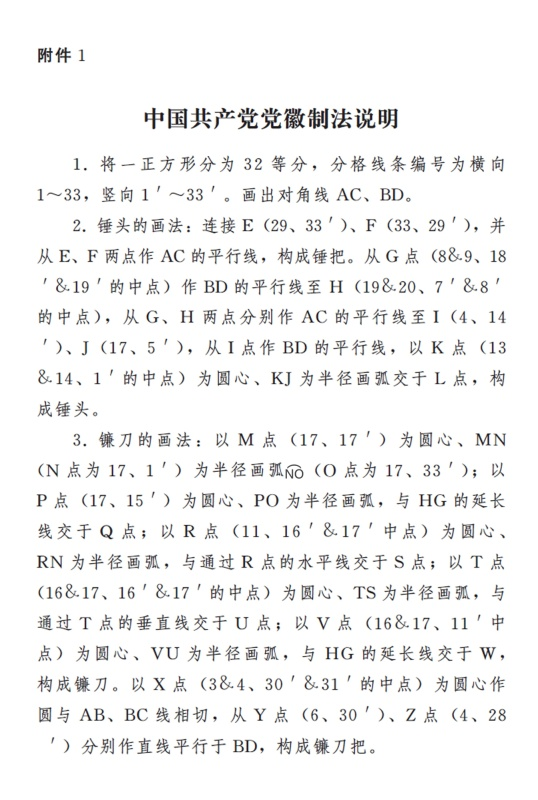 附件 1
中国共产党党徽制法说明
1．将一正方形分为 32 等分，分格线条编号为横向
1～33，竖向 1′～33′。画出对角线 AC、BD。
2．锤头的画法：连接 E（29、33′）、F（33、29′），并
从 E、F 两点作 AC 的平行线，构成锤把。从 G 点（8&9、18
′&19′的中点）作 BD 的平行线至 H（19&20、7′&8′
的中点），从 G、H 两点分别作 AC 的平行线至 I（4、14
′）、J（17、5′），从 I 点作 BD 的平行线，以 K 点（13
&14、1′的中点）为圆心、KJ 为半径画弧交于 L 点，构
成锤头。
3．镰刀的画法：以 M 点（17、17′）为圆心、MN
（N 点为 17、1′）为半径画弧NO（O 点为 17、33′）；以
P 点（17、15′）为圆心、PO 为半径画弧，与 HG 的延长
线交于 Q 点；以 R 点（11、16′&17′中点）为圆心、
RN 为半径画弧，与通过 R 点的水平线交于 S 点；以 T 点
（16&17、16′&17′的中点）为圆心、TS 为半径画弧，与
通过 T 点的垂直线交于 U 点；以 V 点（16&17、11′中
点）为圆心、VU 为半径画弧，与 HG 的延长线交于 W，
构成镰刀。以 X 点（3&4、30′&31′的中点）为圆心作
圆与 AB、BC 线相切，从 Y 点（6、30′）、Z 点（4、28
′）分别作直线平行于 BD，构成镰刀把。